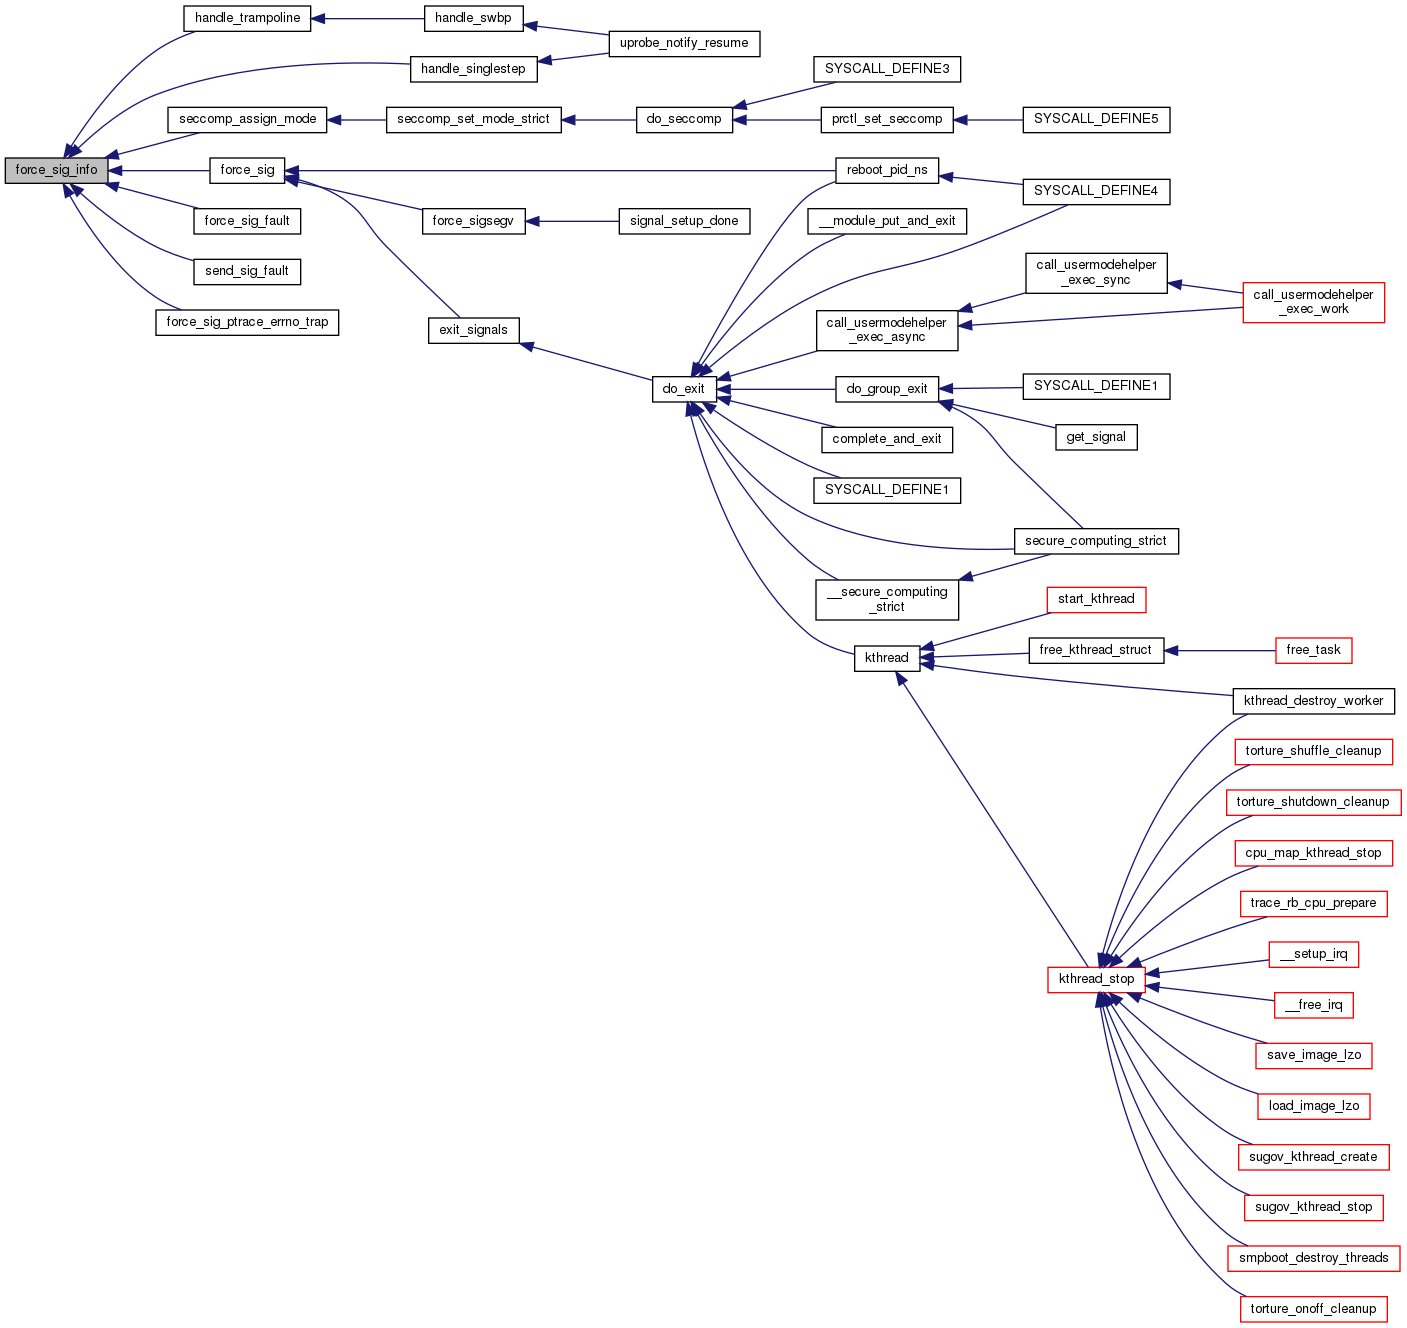 handle_trampoline
handle_swbp
uprobe_notify_resume
handle_singlestep
SYSCALL_DEFINE3
seccomp_assign_mode
seccomp_set_mode_strict
do_seccomp
prctl_set_seccomp
SYSCALL_DEFINE5
force_sig_info
force_sig
reboot_pid_ns
SYSCALL_DEFINE4
force_sig_fault
force_sigsegv
signal_setup_done
__module_put_and_exit
send_sig_fault
call_usermodehelper
_exec_sync
call_usermodehelper
_exec_work
force_sig_ptrace_errno_trap
exit_signals
call_usermodehelper
_exec_async
do_exit
do_group_exit
SYSCALL_DEFINE1
complete_and_exit
get_signal
SYSCALL_DEFINE1
secure_computing_strict
__secure_computing
_strict
start_kthread
kthread
free_kthread_struct
free_task
kthread_destroy_worker
torture_shuffle_cleanup
torture_shutdown_cleanup
cpu_map_kthread_stop
trace_rb_cpu_prepare
__setup_irq
kthread_stop
__free_irq
save_image_lzo
load_image_lzo
sugov_kthread_create
sugov_kthread_stop
smpboot_destroy_threads
torture_onoff_cleanup